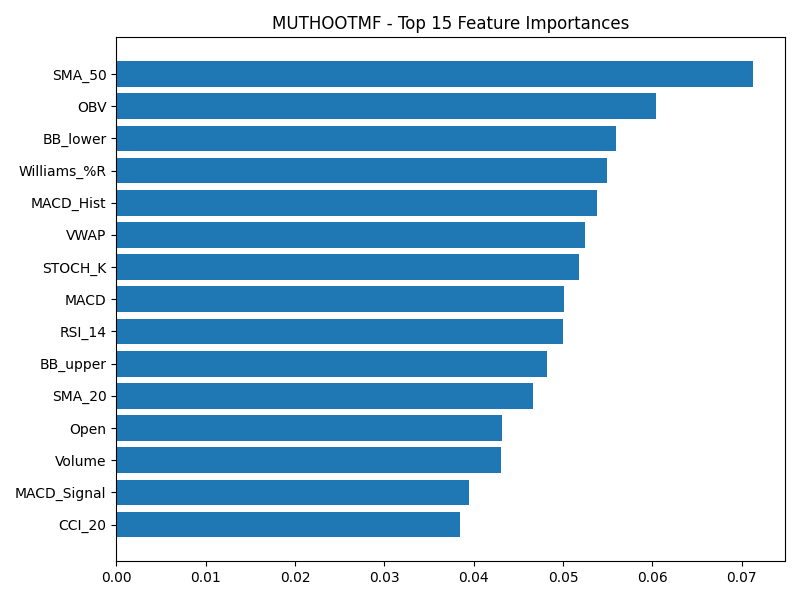 MUTHOOTMF - Top 15 Feature Importances
SMA_50
OBV
BB_lower
Williams_%R
MACD_Hist
VWAP
STOCH_K
MACD
RSI_14
BB_upper
SMA_20
Open
Volume
MACD_Signal
CCI_20
0.00 0.01 0.02 0.03 0.04 0.05 0.06 0.07